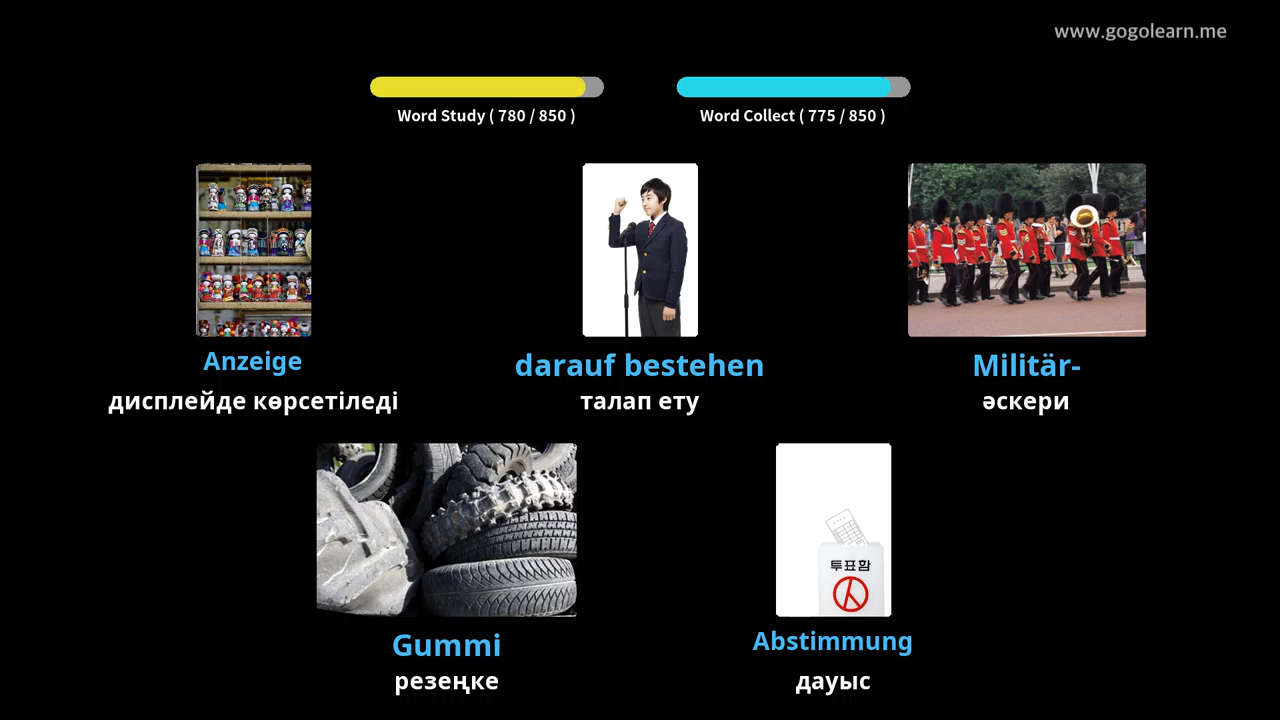 www.gogolearn.me
Word Study ( 780 / 850 )
Word Collect ( 775 / 850 )
Anzeige
дисплейде көрсетіледі
darauf bestehen
талап ету
Militär-
әскери
Gummi
резеңке
투표함
Abstimmung
дауыс